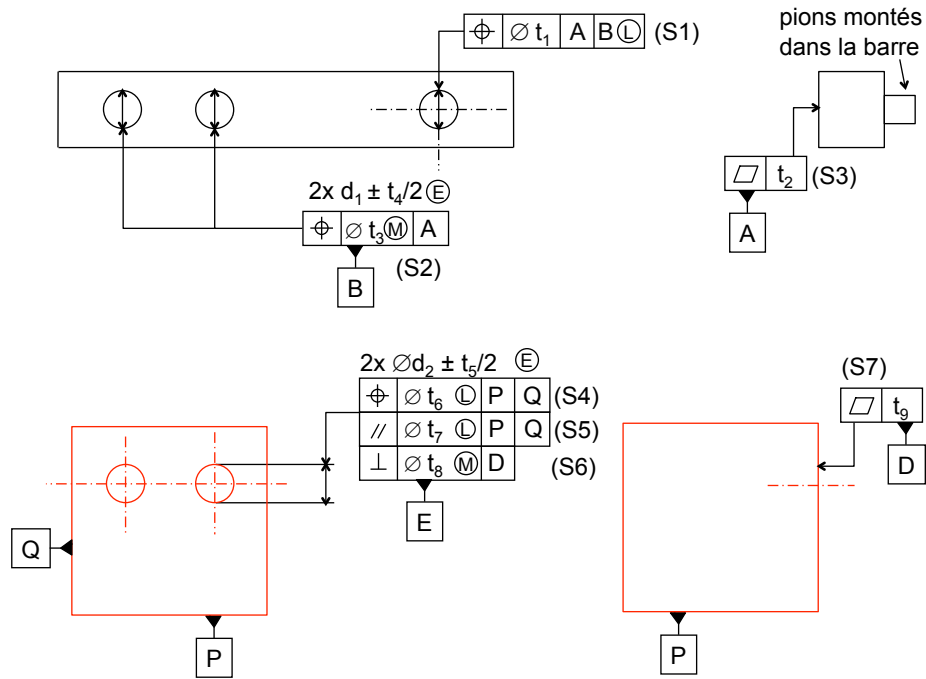 ⌖ ∅ t₁ A B Ⓛ (S1)
pions montés
dans la barre
⏥ t₂ (S3)
A
2x d₁ ± t₄/2 Ⓔ
⌖ ∅ t₃ Ⓜ A
(S2)
B
2x ∅d₂ ± t₅/2 Ⓔ
⌖ ∅ t₆ Ⓛ P Q (S4)
// ∅ t₇ Ⓛ P Q (S5)
⊥ ∅ t₈ Ⓜ D (S6)
E
(S7)
⏥ t₉
D
Q
P
P